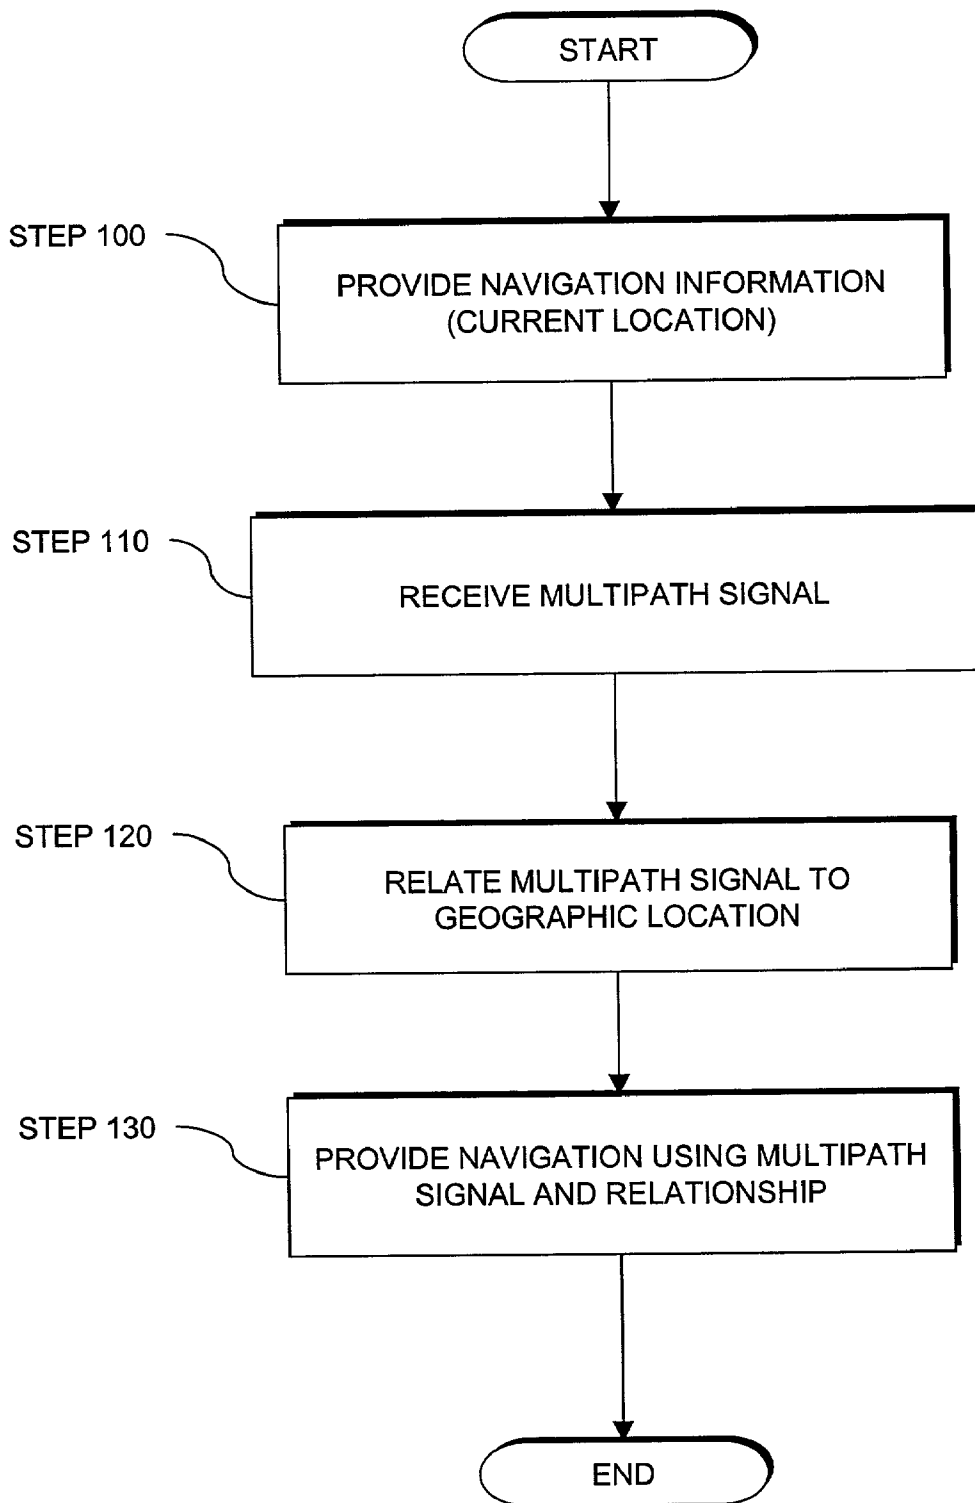 START
STEP 100
PROVIDE NAVIGATION INFORMATION
(CURRENT LOCATION)
STEP 110
RECEIVE MULTIPATH SIGNAL
STEP 120
RELATE MULTIPATH SIGNAL TO
GEOGRAPHIC LOCATION
STEP 130
PROVIDE NAVIGATION USING MULTIPATH
SIGNAL AND RELATIONSHIP
END